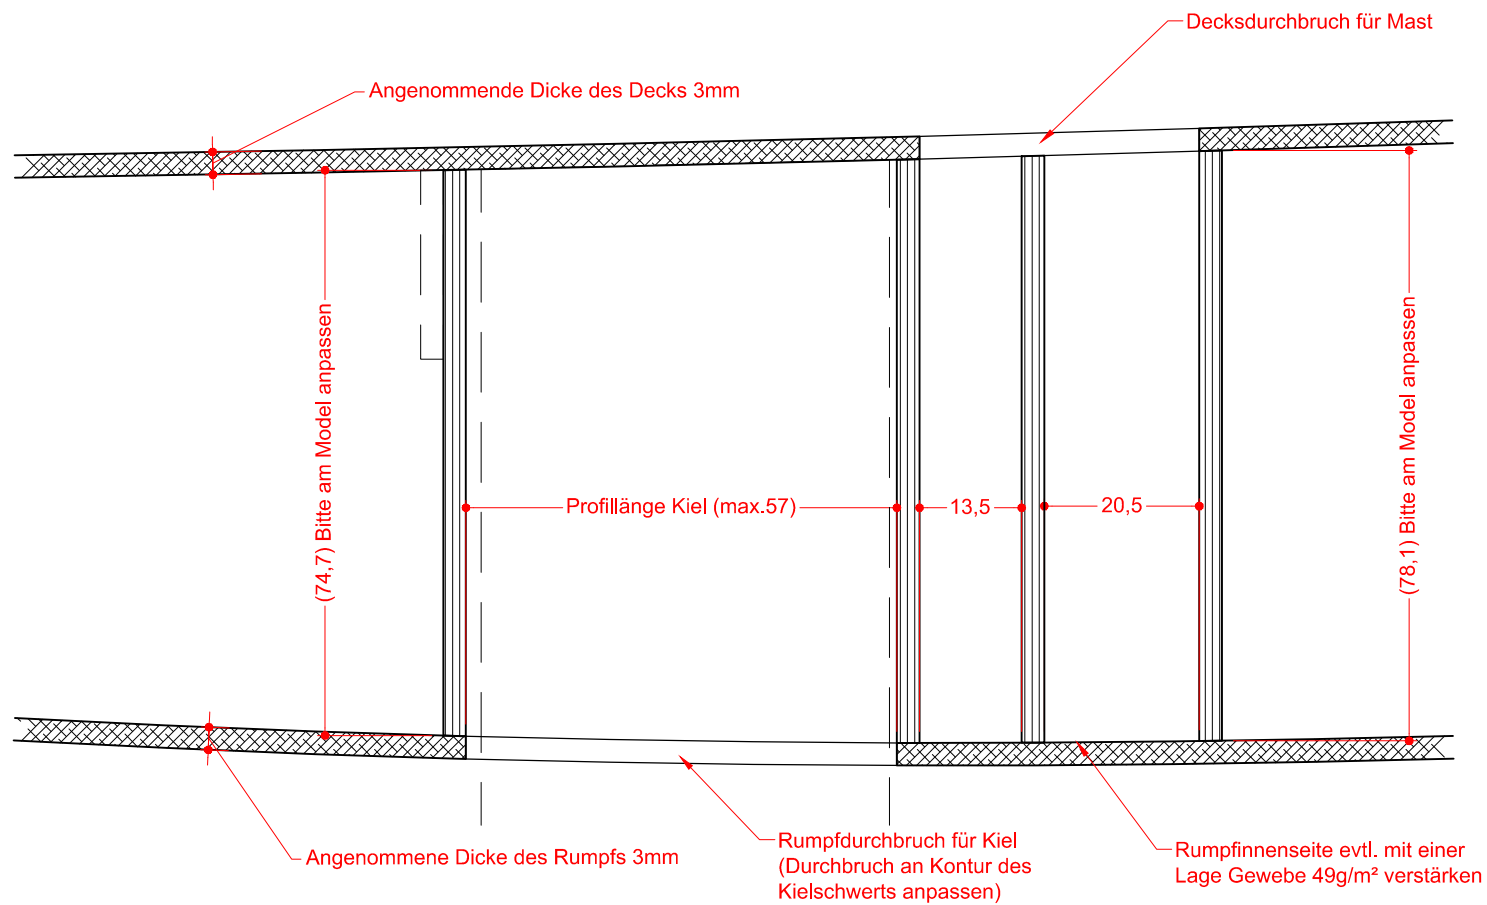 Decksdurchbruch für Mast
Angenommende Dicke des Decks 3mm
(74,7) Bitte am Model anpassen
Profillänge Kiel (max.57)
13,5
20,5
(78,1) Bitte am Model anpassen
Angenommene Dicke des Rumpfs 3mm
Rumpfdurchbruch für Kiel
(Durchbruch an Kontur des
Kielschwerts anpassen)
Rumpfinnenseite evtl. mit einer
Lage Gewebe 49g/m² verstärken